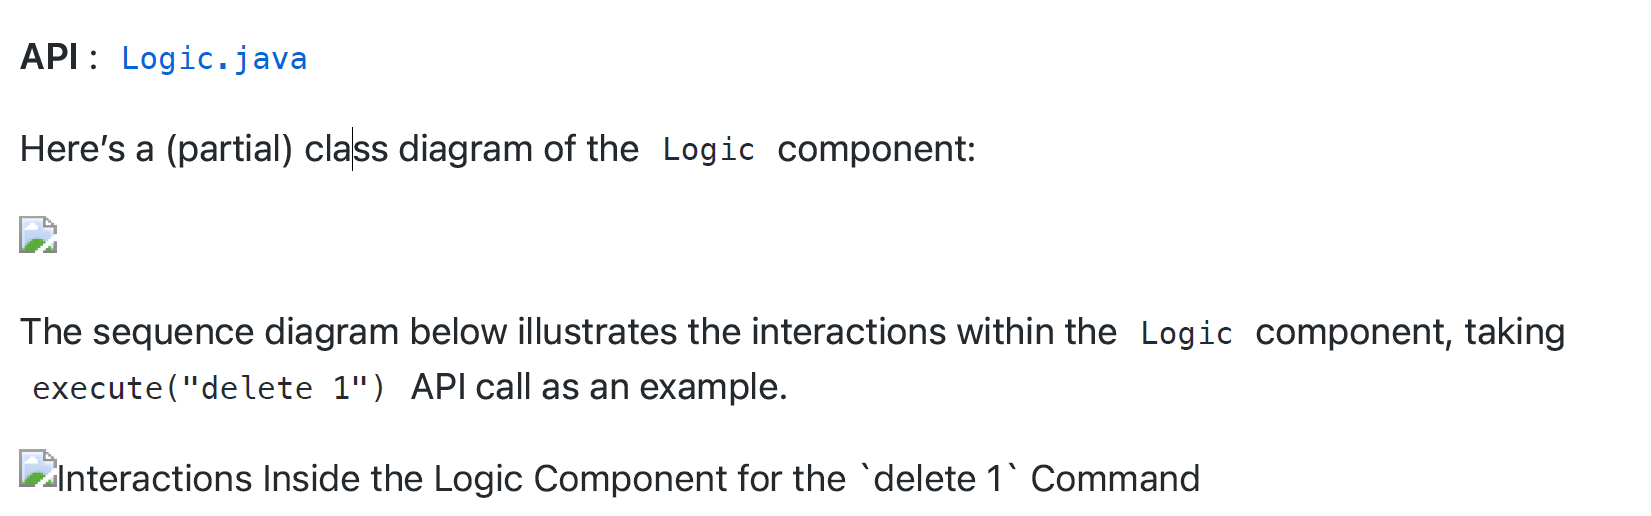 API : Logic.java
Here’s a (partial) class diagram of the Logic component:
The sequence diagram below illustrates the interactions within the Logic component, taking
execute("delete 1") API call as an example.
Interactions Inside the Logic Component for the `delete 1` Command